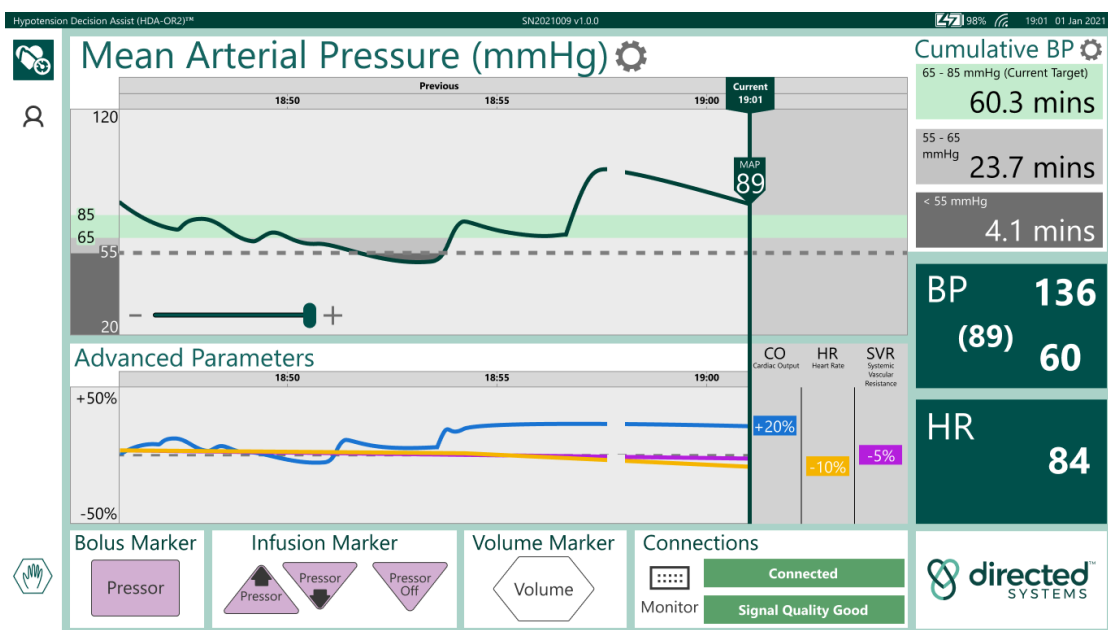 Hypotension Decision Assist (HDA-OR2)™
SN2021009 v1.0.0
98%
19:01 01 Jan 2021
Mean Arterial Pressure (mmHg)
Previous
Current
18:50
18:55
19:00
19:01
120
85
65
55
20
MAP
89
- +
Cumulative BP
65 - 85 mmHg (Current Target)
60.3 mins
55 - 65
mmHg
23.7 mins
< 55 mmHg
4.1 mins
BP
136
(89)
60
HR
84
Advanced Parameters
18:50
18:55
19:00
+50%
-50%
CO
Cardiac Output
HR
Heart Rate
SVR
Systemic
Vascular
Resistance
+20%
-10%
-5%
Bolus Marker
Pressor
Infusion Marker
Pressor
Pressor
Pressor
Off
Volume Marker
Volume
Connections
Monitor
Connected
Signal Quality Good
directed™
SYSTEMS